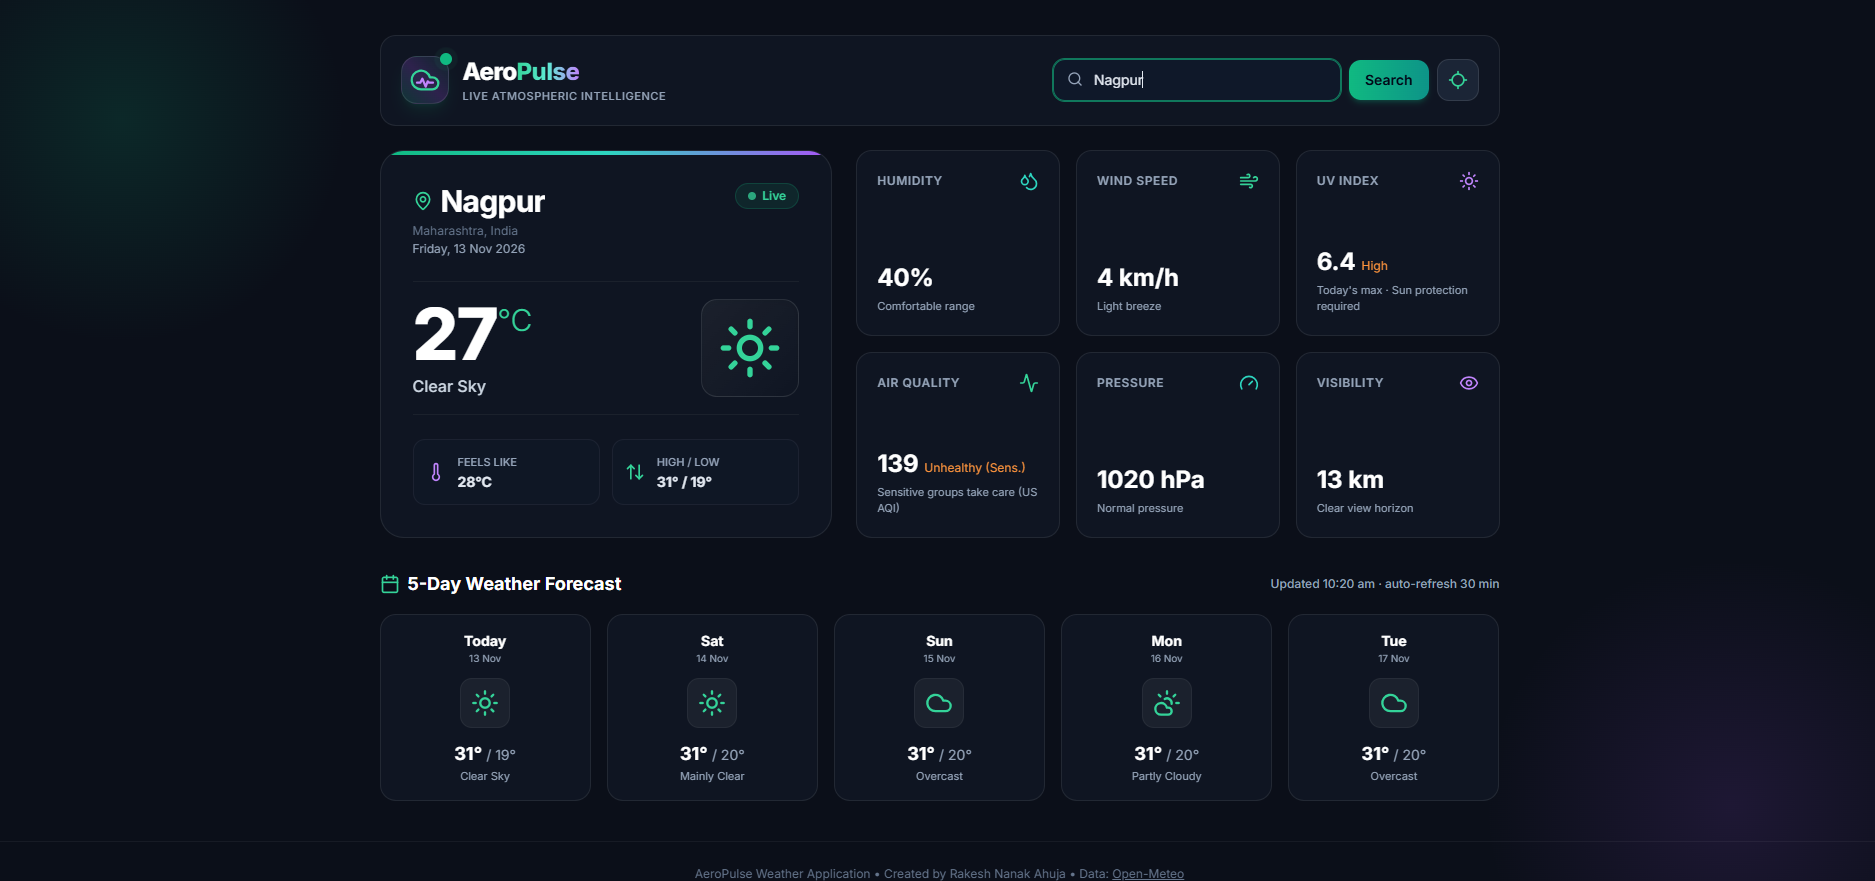 AeroPulse
LIVE ATMOSPHERIC INTELLIGENCE
Nagpur
Search
Nagpur
Live
Maharashtra, India
Friday, 13 Nov 2026
27°C
Clear Sky
FEELS LIKE
28°C
HIGH / LOW
31° / 19°
HUMIDITY
40%
Comfortable range
WIND SPEED
4 km/h
Light breeze
UV INDEX
6.4 High
Today's max · Sun protection
required
AIR QUALITY
139 Unhealthy (Sens.)
Sensitive groups take care (US
AQI)
PRESSURE
1020 hPa
Normal pressure
VISIBILITY
13 km
Clear view horizon
5-Day Weather Forecast
Updated 10:20 am · auto-refresh 30 min
Today
13 Nov
31° / 19°
Clear Sky
Sat
14 Nov
31° / 20°
Mainly Clear
Sun
15 Nov
31° / 20°
Overcast
Mon
16 Nov
31° / 20°
Partly Cloudy
Tue
17 Nov
31° / 20°
Overcast
AeroPulse Weather Application • Created by Rakesh Nanak Ahuja • Data: Open-Meteo